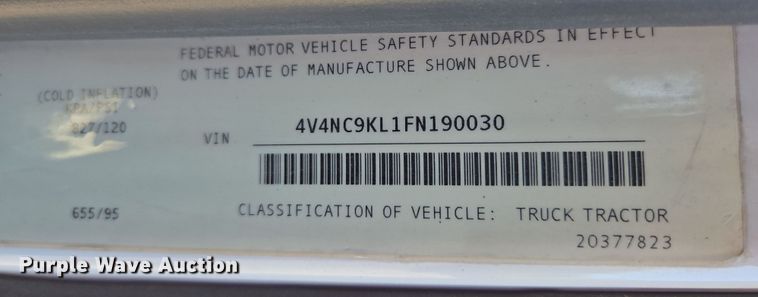 FEDERAL MOTOR VEHICLE SAFETY STANDARDS IN EFFECT
ON THE DATE OF MANUFACTURE SHOWN ABOVE.
(COLD INFLATION)
KPA/PSI
827/120
VIN 4V4NC9KL1FN190030
655/95
CLASSIFICATION OF VEHICLE: TRUCK TRACTOR
20377823
Purple Wave Auction